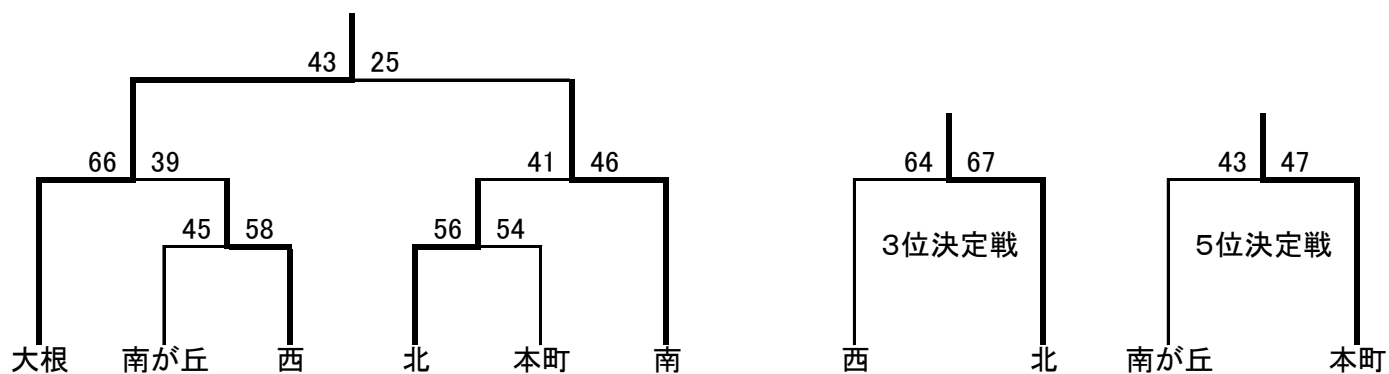 43 25
66 39 41 46 64 67 43 47
45 58 56 54 3位決定戦 5位決定戦
大根 南が丘 西 北 本町 南 西 北 南が丘 本町